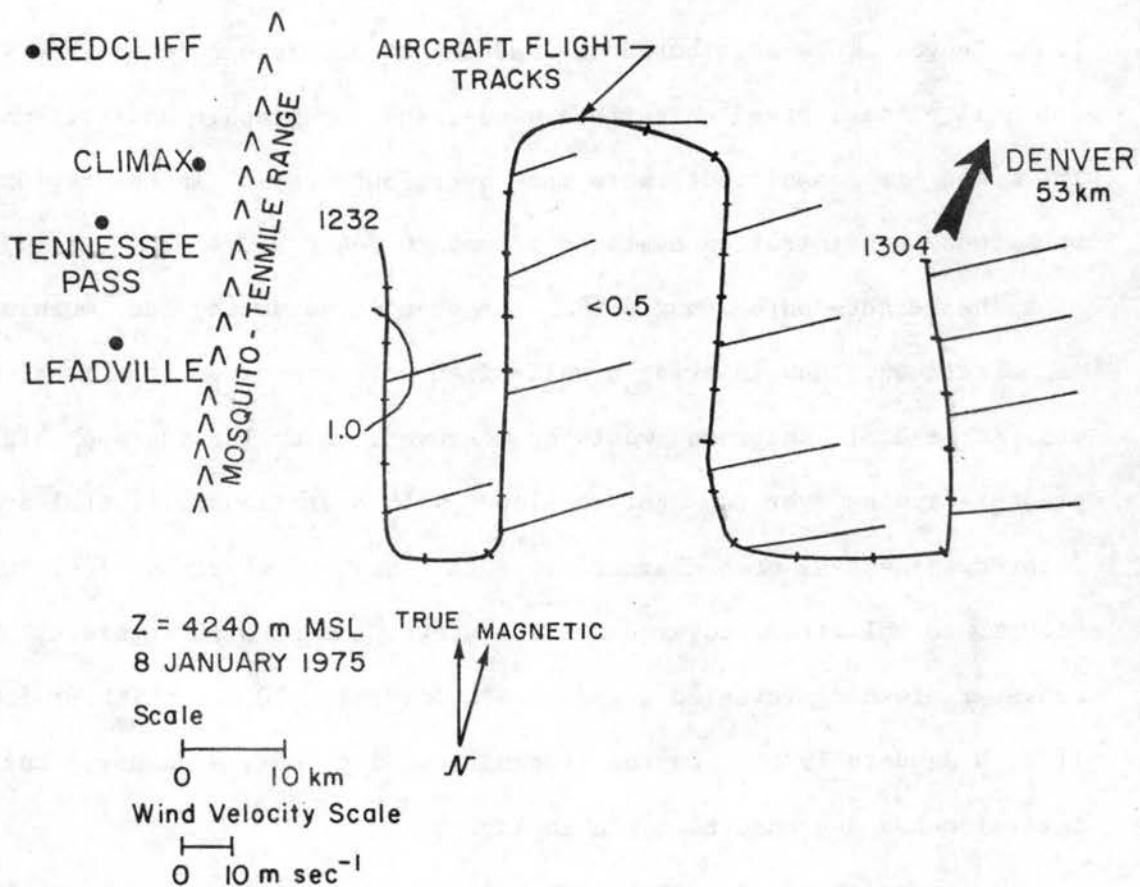 REDCLIFF
AIRCRAFT FLIGHT
TRACKS
CLIMAX
DENVER
53 km
MOSQUITO-TENMILE RANGE
1232
TENNESSEE
PASS
1304
<0.5
LEADVILLE
1.0
Z = 4240 m MSL
8 JANUARY 1975
TRUE
MAGNETIC
Scale
N
0 10 km
Wind Velocity Scale
0 10 m sec⁻¹